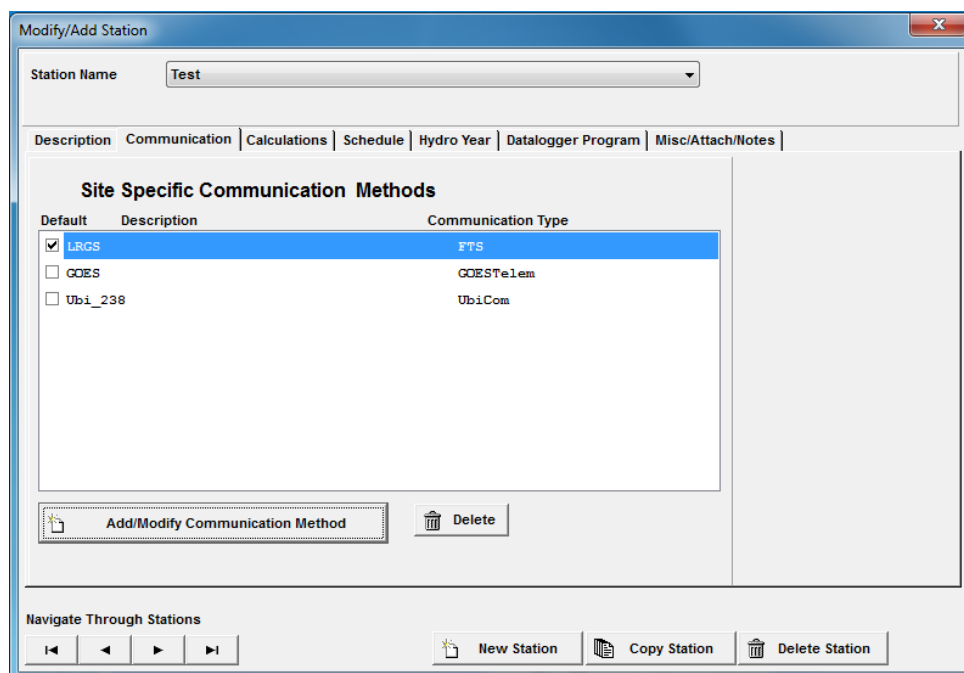 Modify/Add Station
Station Name Test
Description Communication Calculations Schedule Hydro Year Datalogger Program Misc/Attach/Notes
Site Specific Communication Methods
Default Description Communication Type
LRGS FTS
GOES GOESTelem
Ubi_238 UbiCom
Add/Modify Communication Method Delete
Navigate Through Stations
New Station Copy Station Delete Station